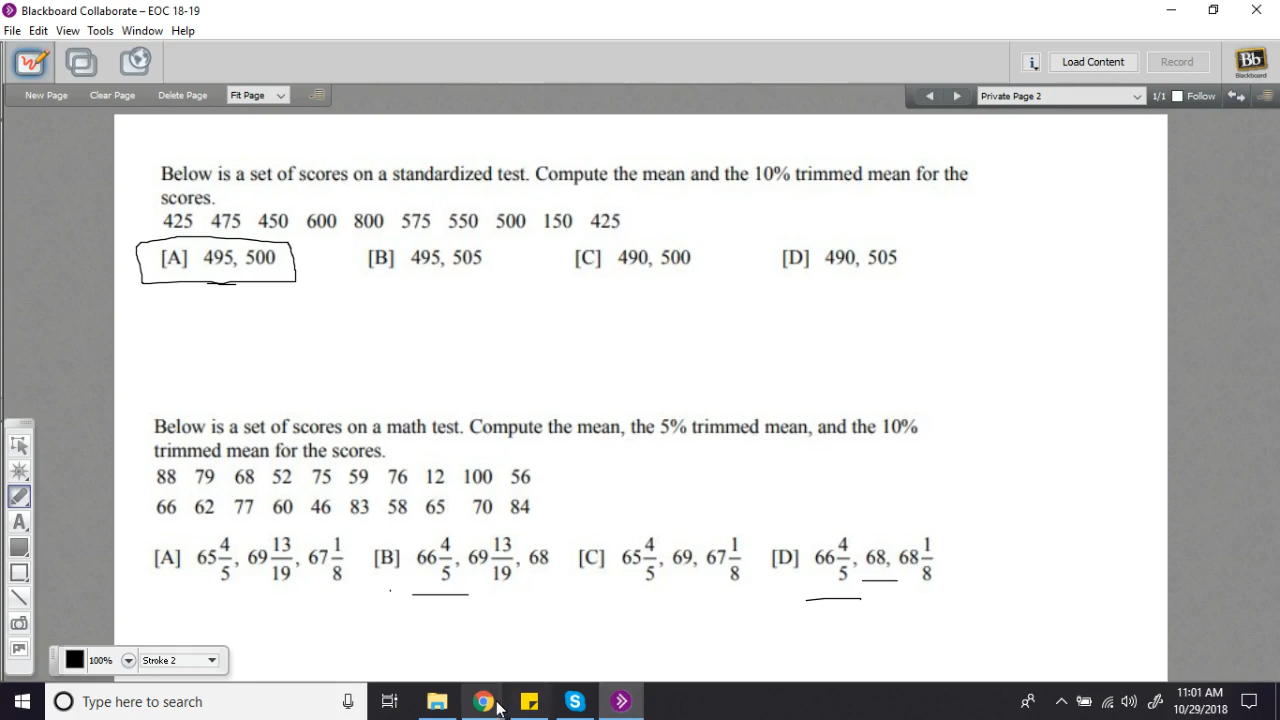 Blackboard Collaborate – EOC 18-19
File Edit View Tools Window Help
Load Content Record Bb Blackboard
New Page Clear Page Delete Page Fit Page Private Page 2 1/1 Follow
Below is a set of scores on a standardized test. Compute the mean and the 10% trimmed mean for the
scores.
425 475 450 600 800 575 550 500 150 425
[A] 495, 500 [B] 495, 505 [C] 490, 500 [D] 490, 505
Below is a set of scores on a math test. Compute the mean, the 5% trimmed mean, and the 10%
trimmed mean for the scores.
88 79 68 52 75 59 76 12 100 56
66 62 77 60 46 83 58 65 70 84
[A] 65 4/5, 69 13/19, 67 1/8 [B] 66 4/5, 69 13/19, 68 [C] 65 4/5, 69, 67 1/8 [D] 66 4/5, 68, 68 1/8
A
100% Stroke 2
Type here to search
11:01 AM
10/29/2018